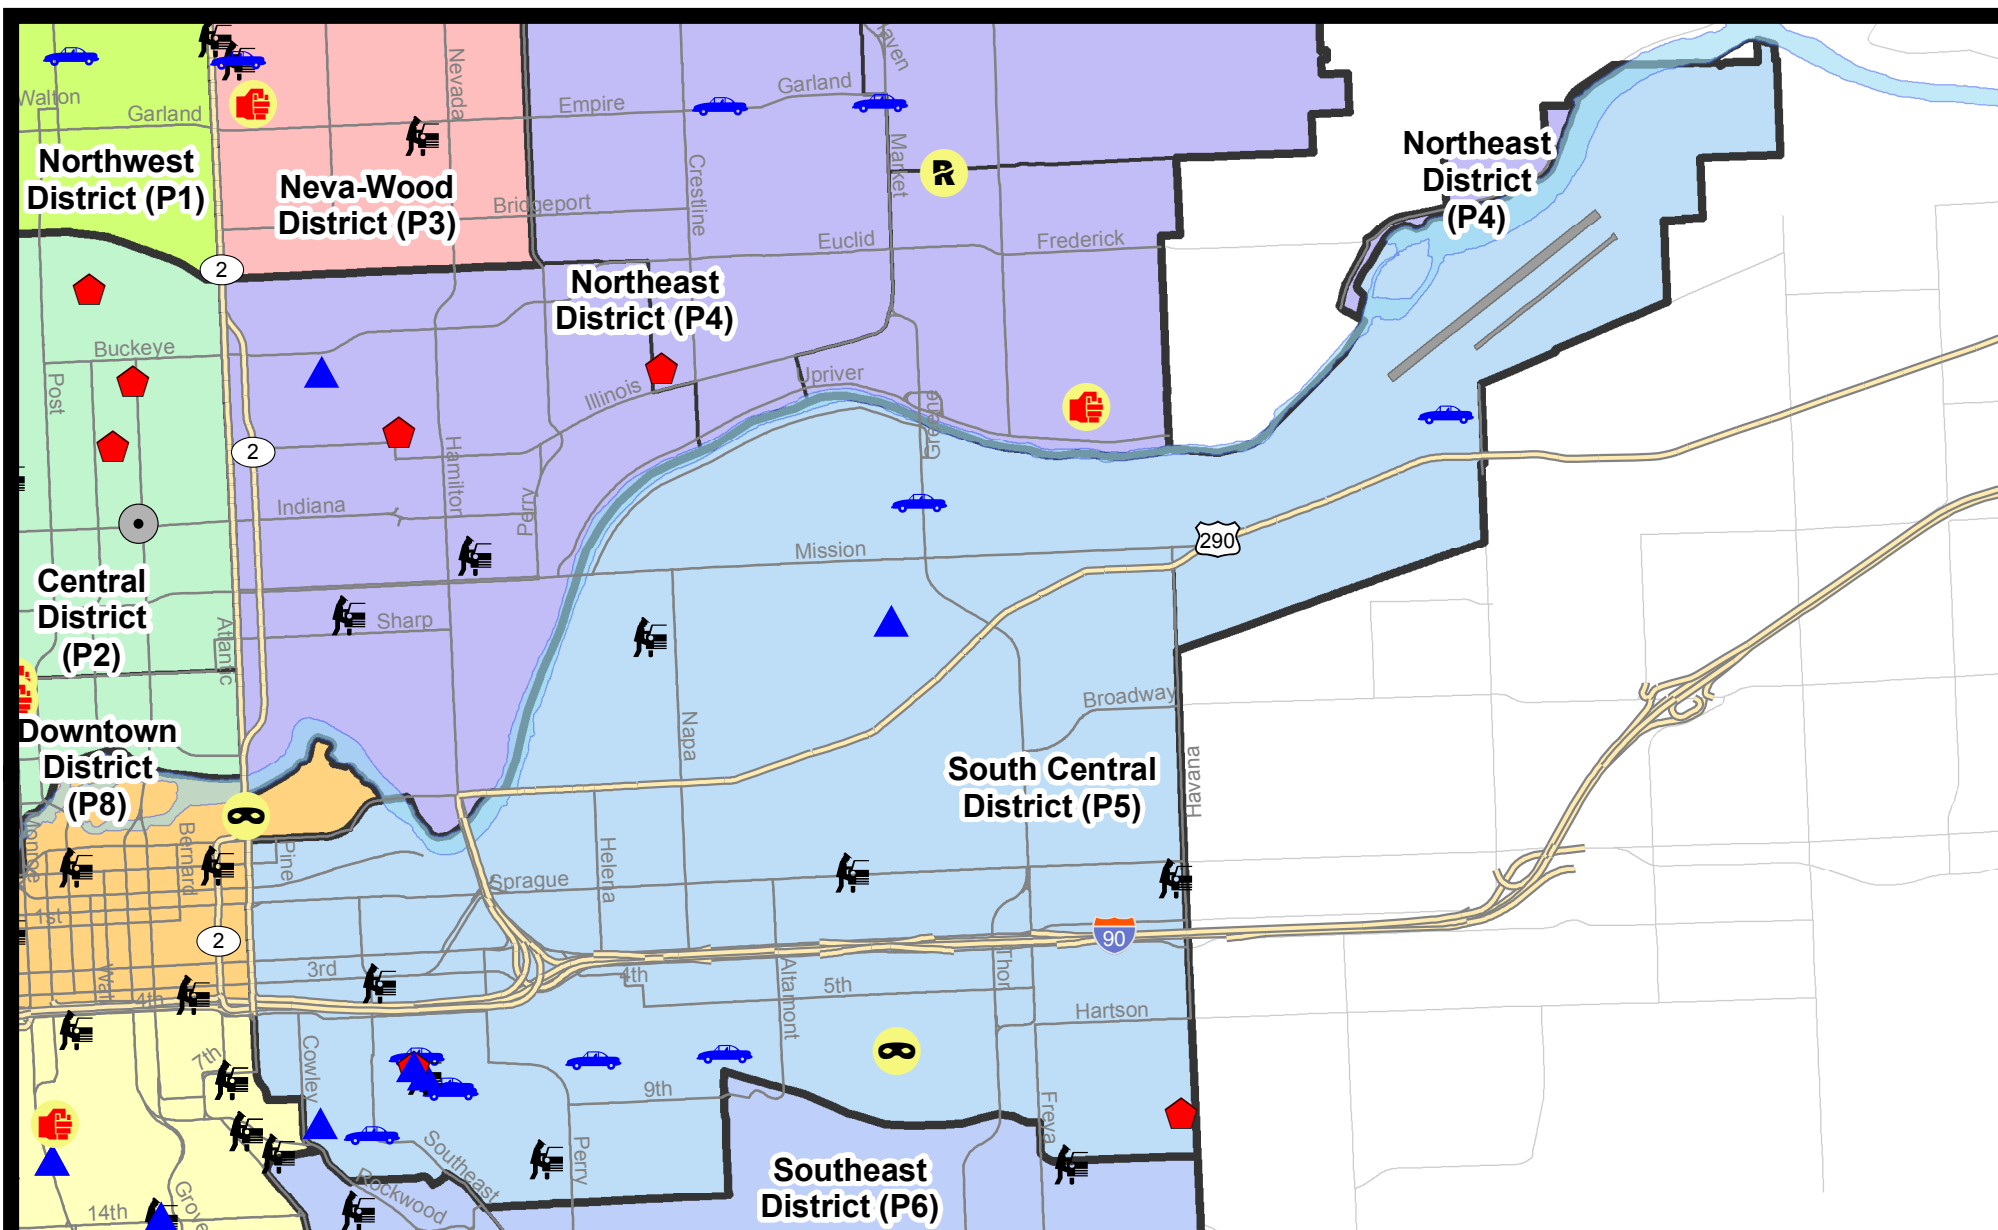 Nevada
Walton
Garland
Empire
Garland
Market
Crestline
Northwest
District (P1)
Neva-Wood
District (P3)
Northeast
District
(P4)
Bridgeport
Euclid
Frederick
2
Northeast
District (P4)
Buckeye
Post
Illinois
Upriver
Greene
2
Hamilton
Indiana
Perry
Mission
290
Central
District
(P2)
Sharp
Atlantic
Broadway
Napa
Havana
Downtown
District
(P8)
South Central
District (P5)
Monroe
Bernard
Pine
Helena
Sprague
1st
2
90
3rd
4th
5th
Altamont
Thor
Wall
4th
Hartson
7th
Cowley
9th
Freya
Southeast
Perry
Rockwood
Southeast
District (P6)
14th
Grove